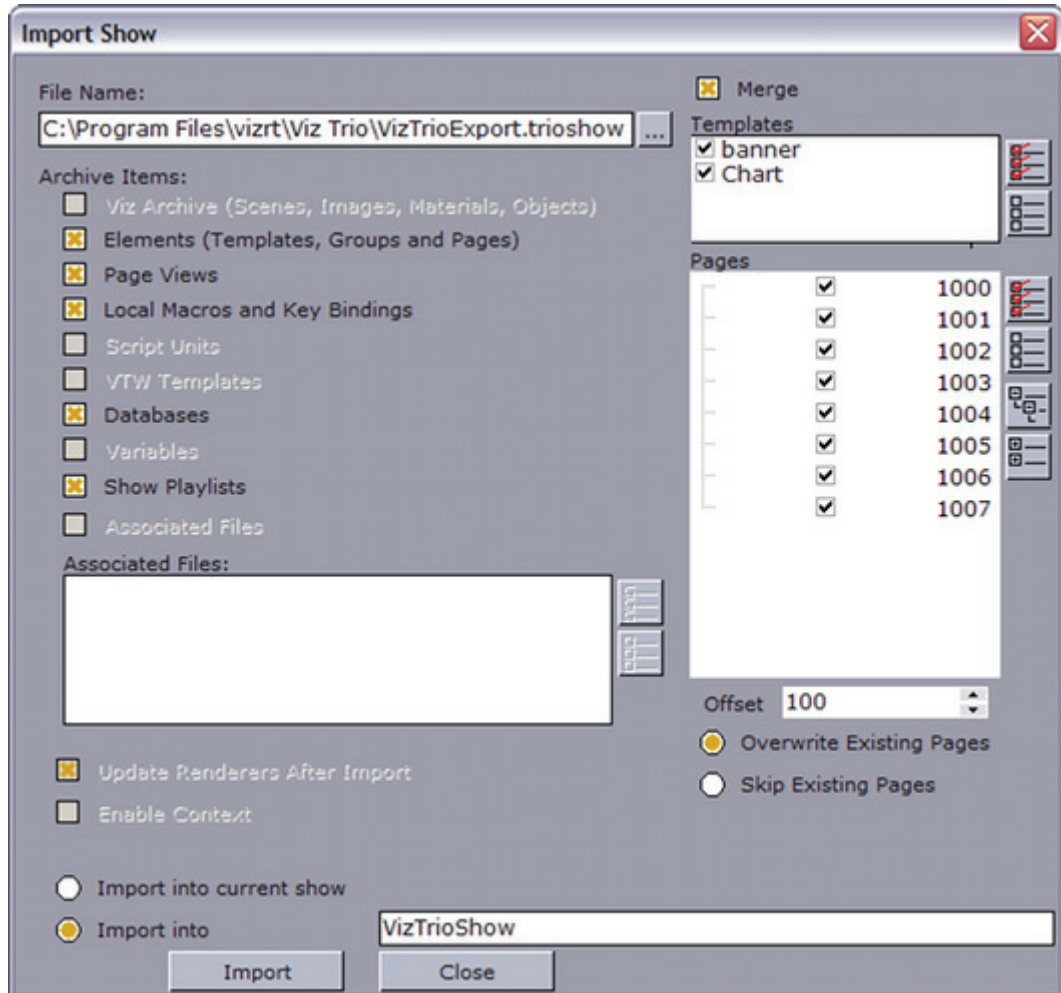 Import Show
File Name:
C:\Program Files\vizrt\Viz Trio\VizTrioExport.trioshow
...
Archive Items:
Viz Archive (Scenes, Images, Materials, Objects)
Elements (Templates, Groups and Pages)
Page Views
Local Macros and Key Bindings
Script Units
VTW Templates
Databases
Variables
Show Playlists
Associated Files
Associated Files:
Update Renderers After Import
Enable Context
Import into current show
Import into
VizTrioShow
Import
Close
Merge
Templates
banner
Chart
Pages
1000
1001
1002
1003
1004
1005
1006
1007
Offset 100
Overwrite Existing Pages
Skip Existing Pages